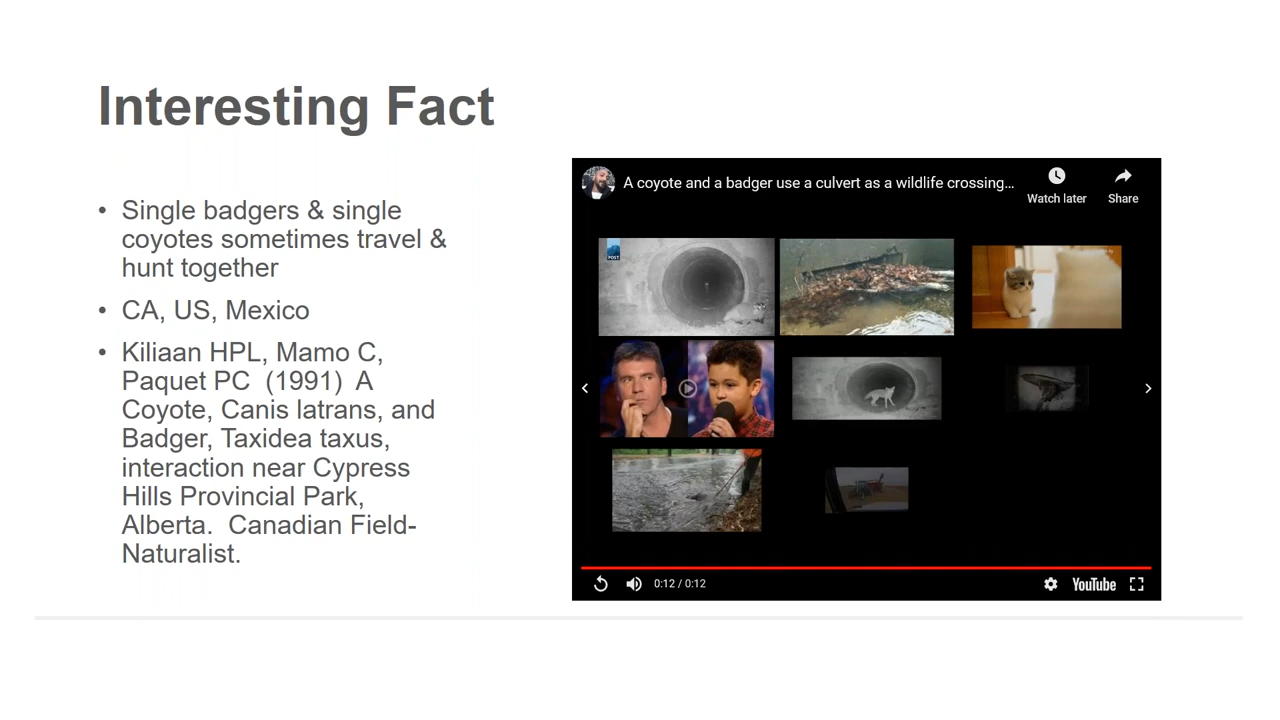 Interesting Fact
• Single badgers & single
coyotes sometimes travel &
hunt together
• CA, US, Mexico
• Kiliaan HPL, Mamo C,
Paquet PC  (1991)  A
Coyote, Canis latrans, and
Badger, Taxidea taxus,
interaction near Cypress
Hills Provincial Park,
Alberta.  Canadian Field-
Naturalist.
A coyote and a badger use a culvert as a wildlife crossing...
Watch later
Share
POST
0:12 / 0:12
YouTube